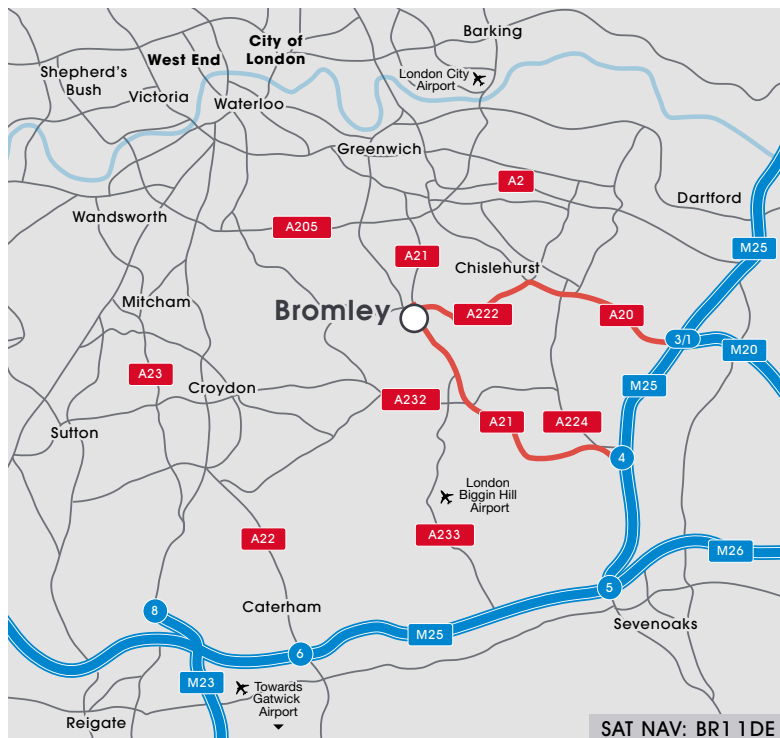 Barking
City of
London
West End
Shepherd's
Bush
London City
Airport
Victoria
Waterloo
Greenwich
A2
Dartford
Wandsworth
A205
M25
A21
Chislehurst
Mitcham
Bromley
A222
A20
3/1
M20
A23
Croydon
M25
A232
A21
A224
Sutton
4
London
Biggin Hill
Airport
A22
A233
M26
5
8
Caterham
Sevenoaks
M25
6
M23
Towards
Gatwick
Airport
Reigate
SAT NAV: BR1 1DE